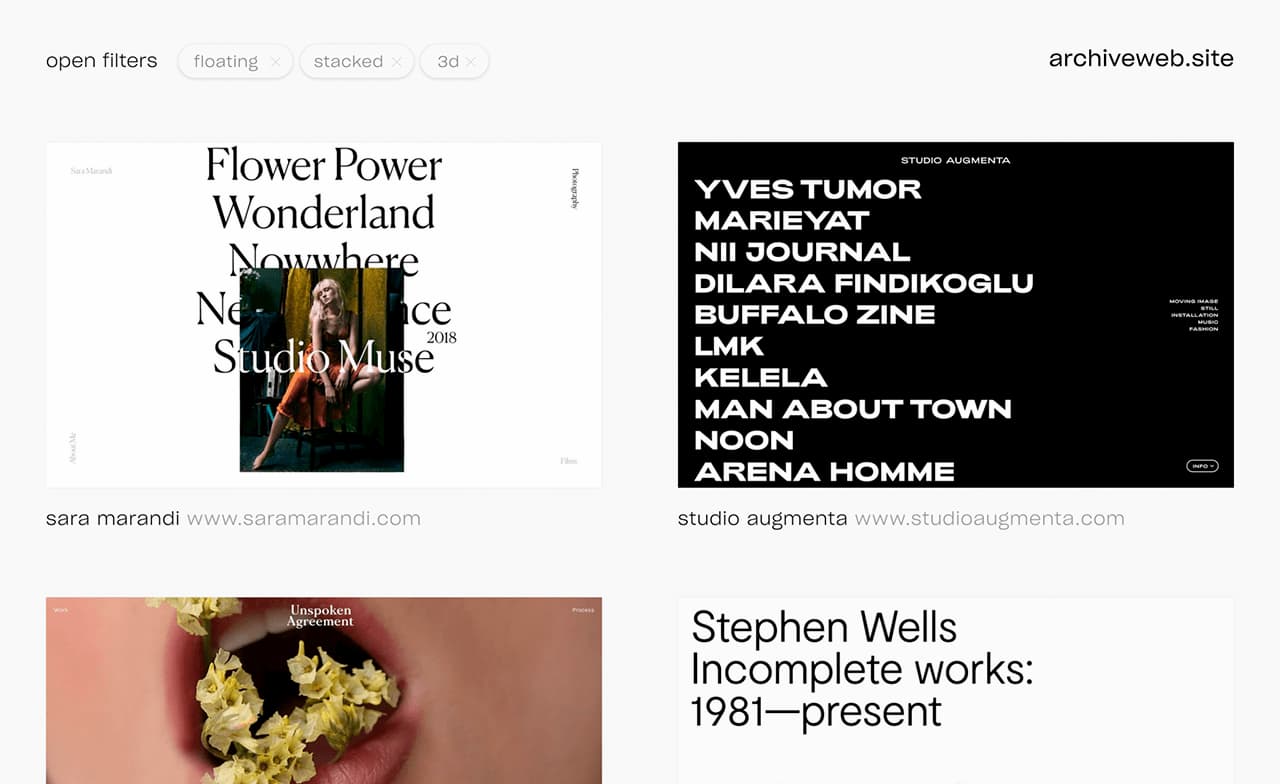 open filters
floating ×
stacked ×
3d ×
archiveweb.site
Sara Marandi
Flower Power
Wonderland
Nowwhere
Ne
nce
2018
Studio Muse
Photography
About Me
Films
sara marandi www.saramarandi.com
STUDIO AUGMENTA
YVES TUMOR
MARIEYAT
NII JOURNAL
DILARA FINDIKOGLU
BUFFALO ZINE
LMK
KELELA
MAN ABOUT TOWN
NOON
ARENA HOMME
MOVING IMAGE
STILL
INSTALLATION
MUSIC
FASHION
INFO
studio augmenta www.studioaugmenta.com
Work
Unspoken
Agreement
Process
Stephen Wells
Incomplete works:
1981—present